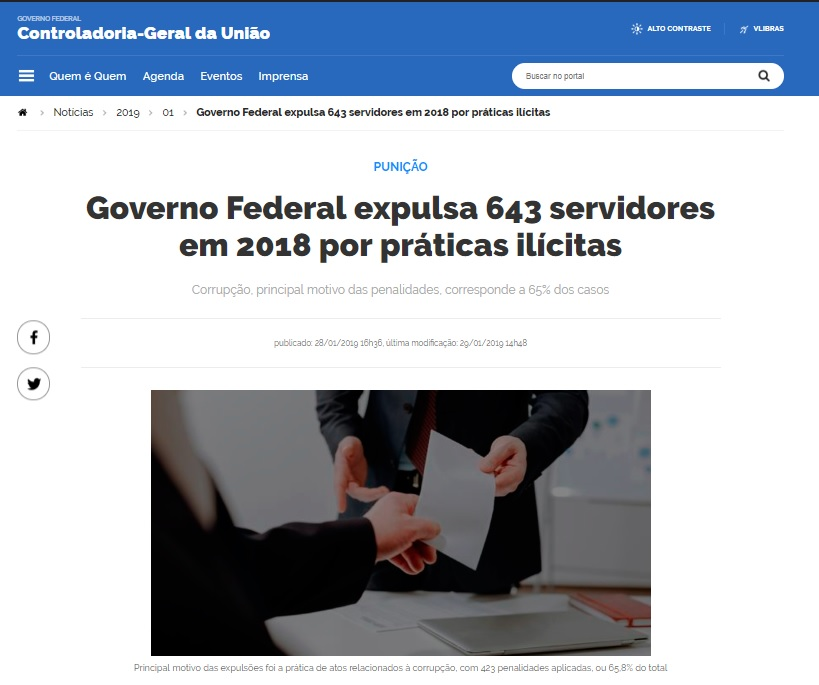 GOVERNO FEDERAL
Controladoria-Geral da União
ALTO CONTRASTE
VLIBRAS
Quem é Quem Agenda Eventos Imprensa
Buscar no portal
Notícias > 2019 > 01 > Governo Federal expulsa 643 servidores em 2018 por práticas ilícitas
PUNIÇÃO
Governo Federal expulsa 643 servidores
em 2018 por práticas ilícitas
Corrupção, principal motivo das penalidades, corresponde a 65% dos casos
publicado: 28/01/2019 16h36, última modificação: 29/01/2019 14h48
Principal motivo das expulsões foi a prática de atos relacionados à corrupção, com 423 penalidades aplicadas, ou 65,8% do total